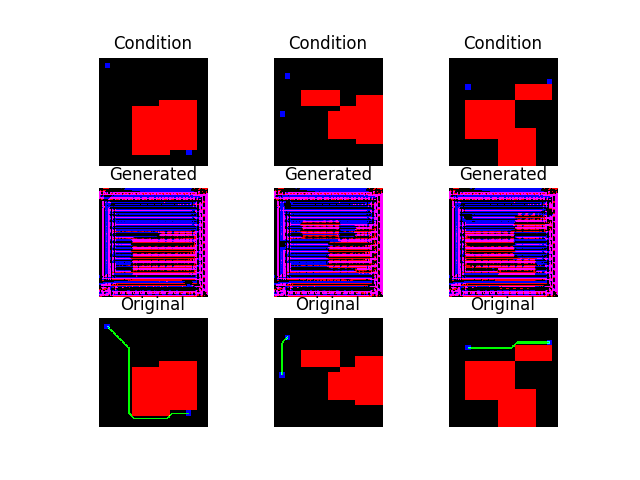 Condition Condition Condition
Generated Generated Generated
Original Original Original